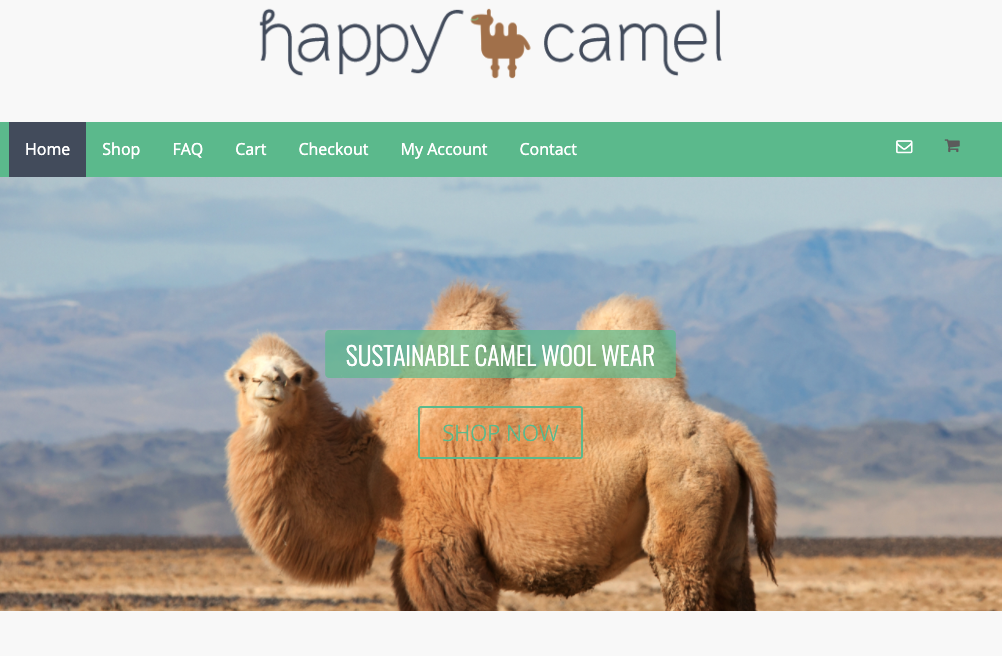 happy camel
Home Shop FAQ Cart Checkout My Account Contact
SUSTAINABLE CAMEL WOOL WEAR
SHOP NOW